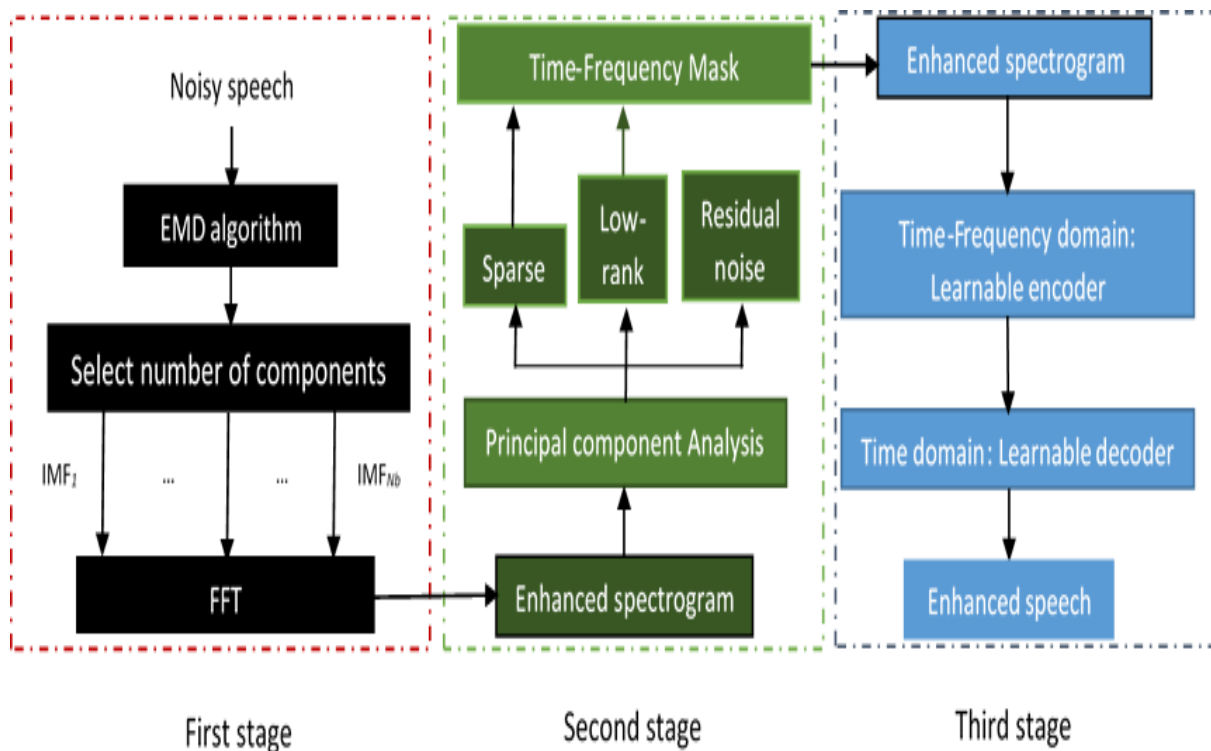 Noisy speech
EMD algorithm
Select number of components
IMF1
...
...
IMFNb
FFT
First stage
Time-Frequency Mask
Sparse
Low-
rank
Residual
noise
Principal component Analysis
Enhanced spectrogram
Second stage
Enhanced spectrogram
Time-Frequency domain:
Learnable encoder
Time domain : Learnable decoder
Enhanced speech
Third stage